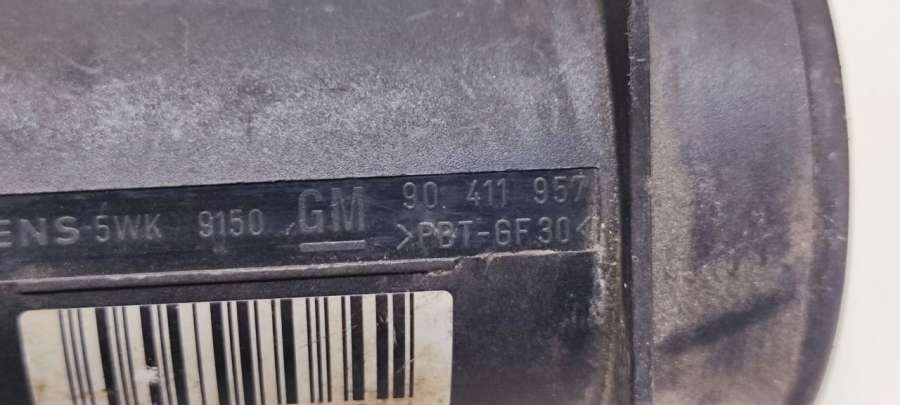 ENS 5WK 9150 GM 90 411 957
>PBT-GF30<